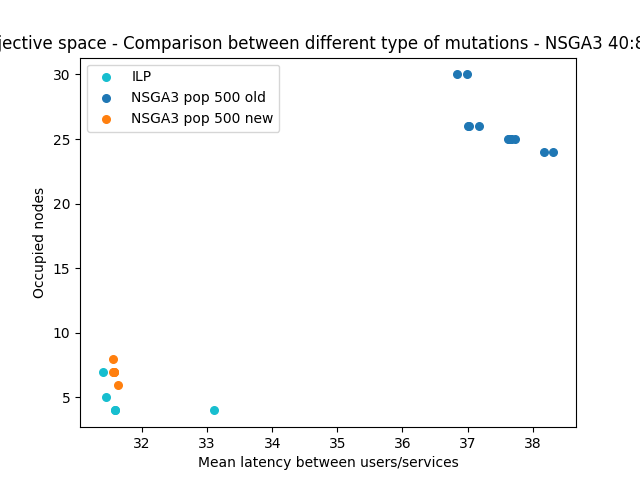 jective space - Comparison between different type of mutations - NSGA3 40:8
ILP
NSGA3 pop 500 old
NSGA3 pop 500 new
30
25
20
15
10
5
Occupied nodes
32 33 34 35 36 37 38
Mean latency between users/services